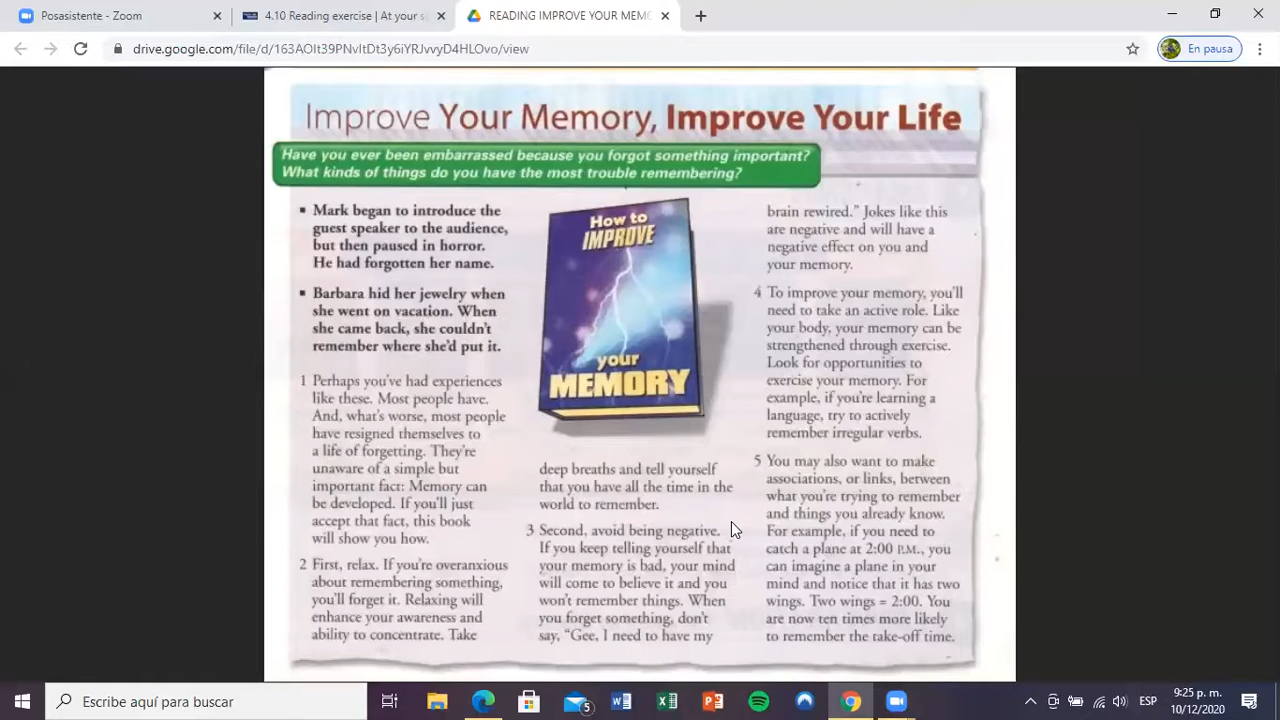 Posasistente - Zoom
4.10 Reading exercise | At your s
READING IMPROVE YOUR MEMO
drive.google.com/file/d/163AOIt39PNvItDt3y6iYRJvvyD4HLOvo/view
En pausa
Improve Your Memory, Improve Your Life
Have you ever been embarrassed because you forgot something important?
What kinds of things do you have the most trouble remembering?
▪ Mark began to introduce the
guest speaker to the audience,
but then paused in horror.
He had forgotten her name.
▪ Barbara hid her jewelry when
she went on vacation. When
she came back, she couldn't
remember where she'd put it.
1 Perhaps you've had experiences
like these. Most people have.
And, what's worse, most people
have resigned themselves to
a life of forgetting. They're
unaware of a simple but
important fact: Memory can
be developed. If you'll just
accept that fact, this book
will show you how.
2 First, relax. If you're overanxious
about remembering something,
you'll forget it. Relaxing will
enhance your awareness and
ability to concentrate. Take
How to
IMPROVE
your
MEMORY
deep breaths and tell yourself
that you have all the time in the
world to remember.
3 Second, avoid being negative.
If you keep telling yourself that
your memory is bad, your mind
will come to believe it and you
won't remember things. When
you forget something, don't
say, “Gee, I need to have my
brain rewired.” Jokes like this
are negative and will have a
negative effect on you and
your memory.
4 To improve your memory, you'll
need to take an active role. Like
your body, your memory can be
strengthened through exercise.
Look for opportunities to
exercise your memory. For
example, if you're learning a
language, try to actively
remember irregular verbs.
5 You may also want to make
associations, or links, between
what you're trying to remember
and things you already know.
For example, if you need to
catch a plane at 2:00 P.M., you
can imagine a plane in your
mind and notice that it has two
wings. Two wings = 2:00. You
are now ten times more likely
to remember the take-off time.
Escribe aquí para buscar
5
ESP
9:25 p. m.
10/12/2020